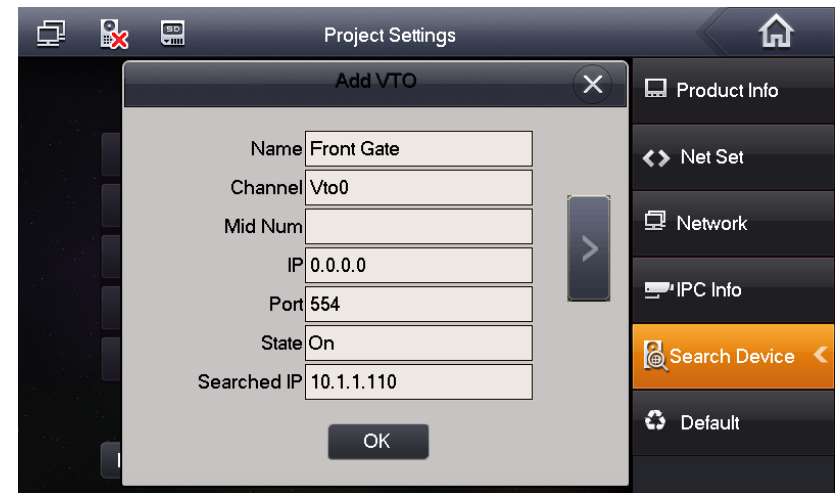 Project Settings
Add VTO
Name Front Gate
Channel Vto0
Mid Num
IP 0.0.0.0
Port 554
State On
Searched IP 10.1.1.110
OK
Product Info
Net Set
Network
IPC Info
Search Device
Default